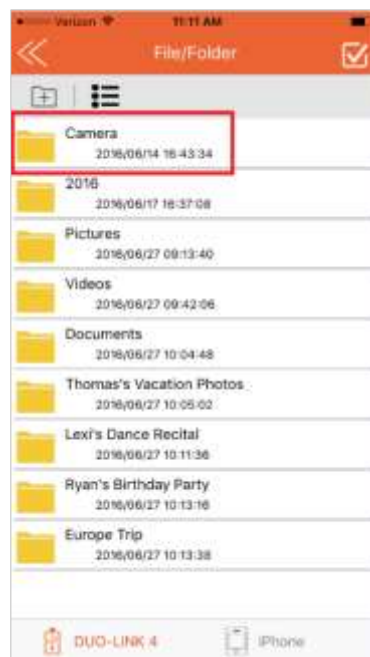 Verizon 11:11 AM
File/Folder
Camera
2016/06/14 16:43:34
2016
2016/06/17 16:37:08
Pictures
2016/06/27 09:13:40
Videos
2016/06/27 09:42:06
Documents
2016/06/27 10:04:48
Thomas's Vacation Photos
2016/06/27 10:05:02
Lexi's Dance Recital
2016/06/27 10:11:36
Ryan's Birthday Party
2016/06/27 10:13:16
Europe Trip
2016/06/27 10:13:38
DUO-LINK 4 iPhone